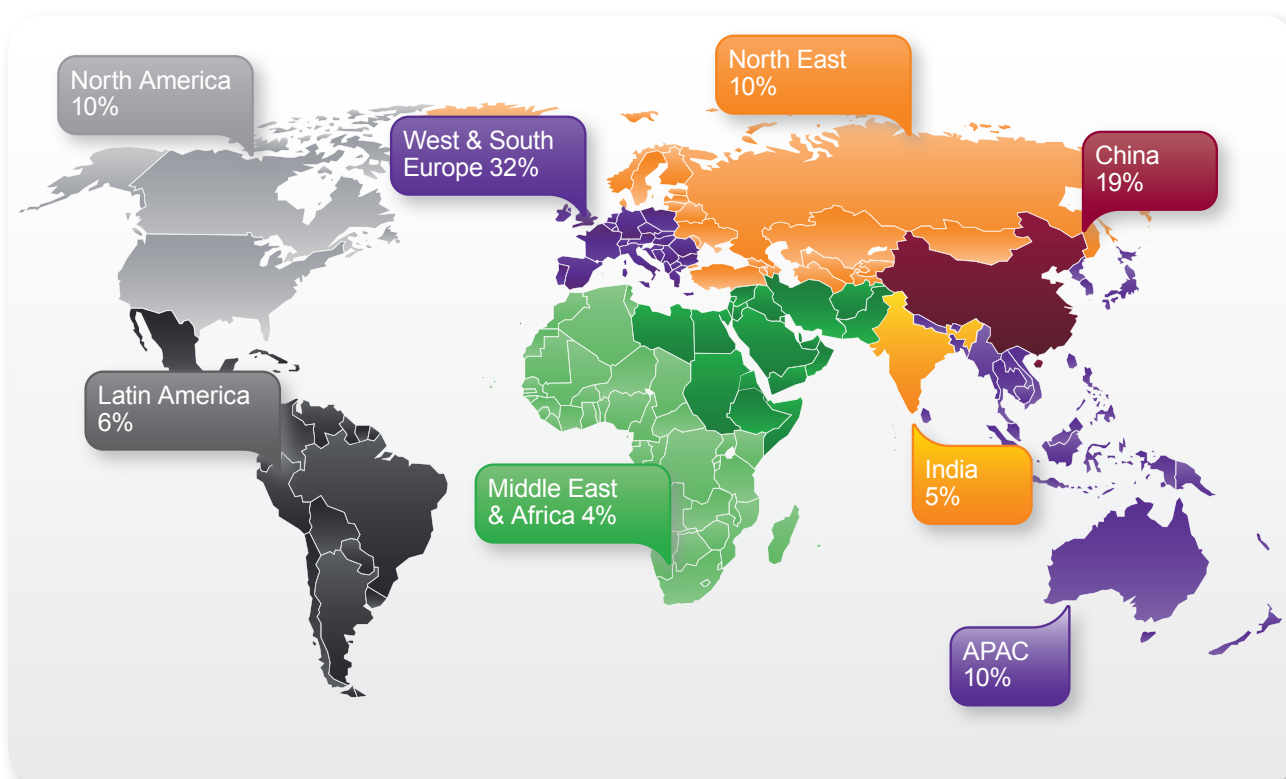 North America
10%
North East
10%
West & South
Europe 32%
China
19%
Latin America
6%
Middle East
& Africa 4%
India
5%
APAC
10%